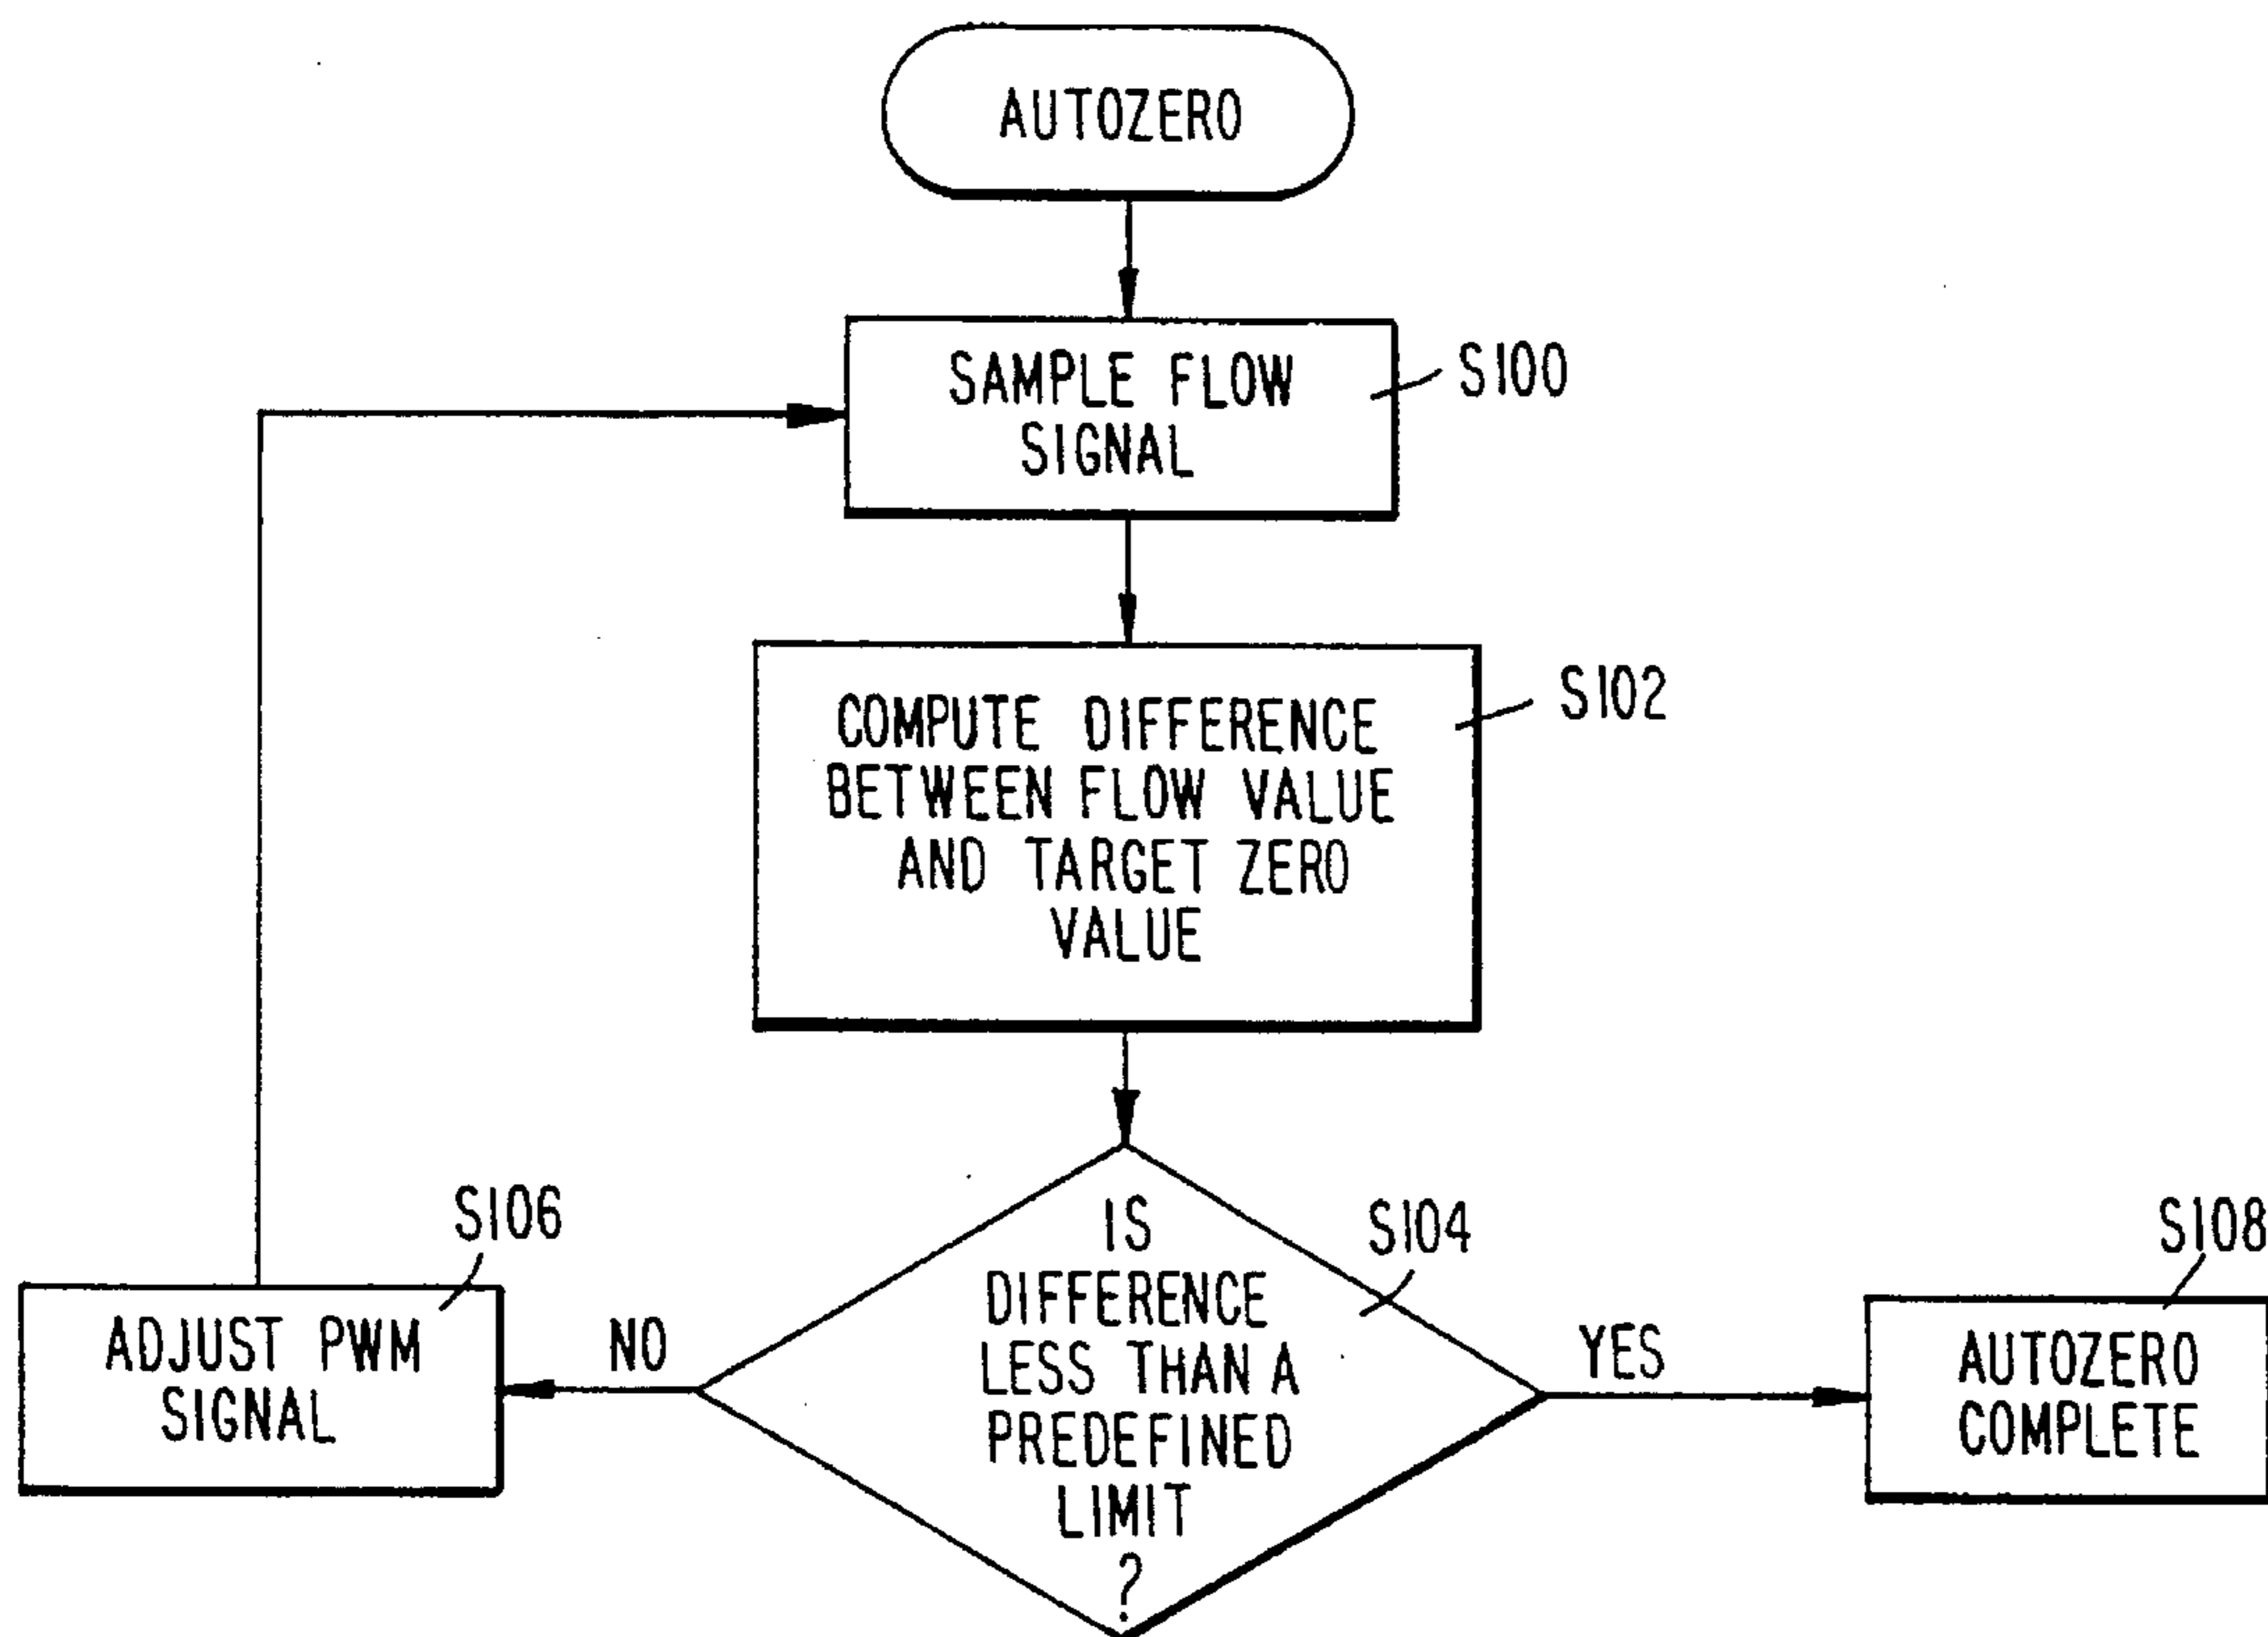 AUTOZERO
SAMPLE FLOW
SIGNAL
S100
COMPUTE DIFFERENCE
BETWEEN FLOW VALUE
AND TARGET ZERO
VALUE
S102
IS
DIFFERENCE
LESS THAN A
PREDEFINED
LIMIT
?
S104
NO
ADJUST PWM
SIGNAL
S106
YES
AUTOZERO
COMPLETE
S108